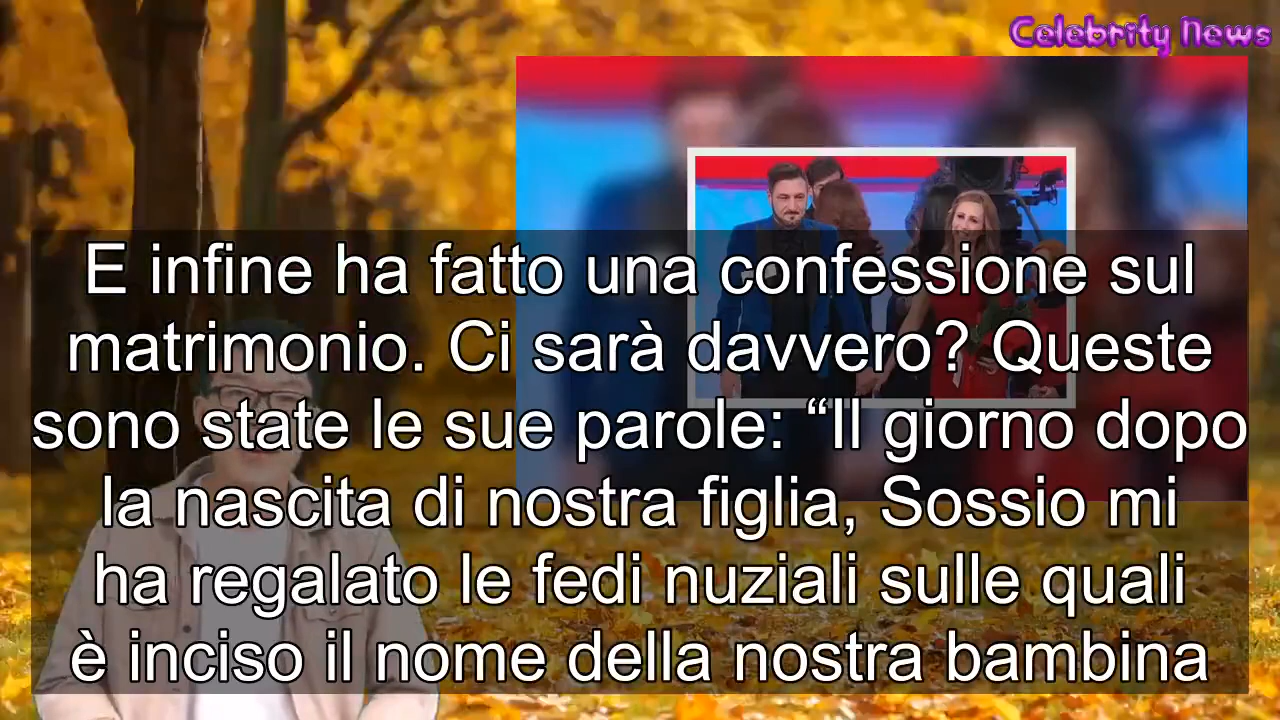 Celebrity News
E infine ha fatto una confessione sul
matrimonio. Ci sarà davvero? Queste
sono state le sue parole: “Il giorno dopo
la nascita di nostra figlia, Sossio mi
ha regalato le fedi nuziali sulle quali
è inciso il nome della nostra bambina